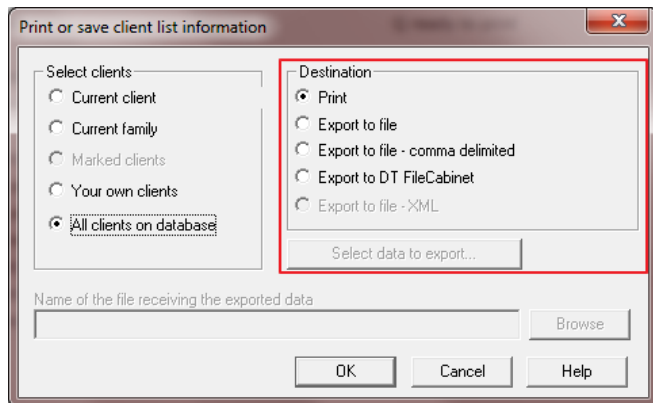 Print or save client list information
Select clients
Current client
Current family
Marked clients
Your own clients
All clients on database
Destination
Print
Export to file
Export to file - comma delimited
Export to DT FileCabinet
Export to file - XML
Select data to export...
Name of the file receiving the exported data
Browse
OK
Cancel
Help